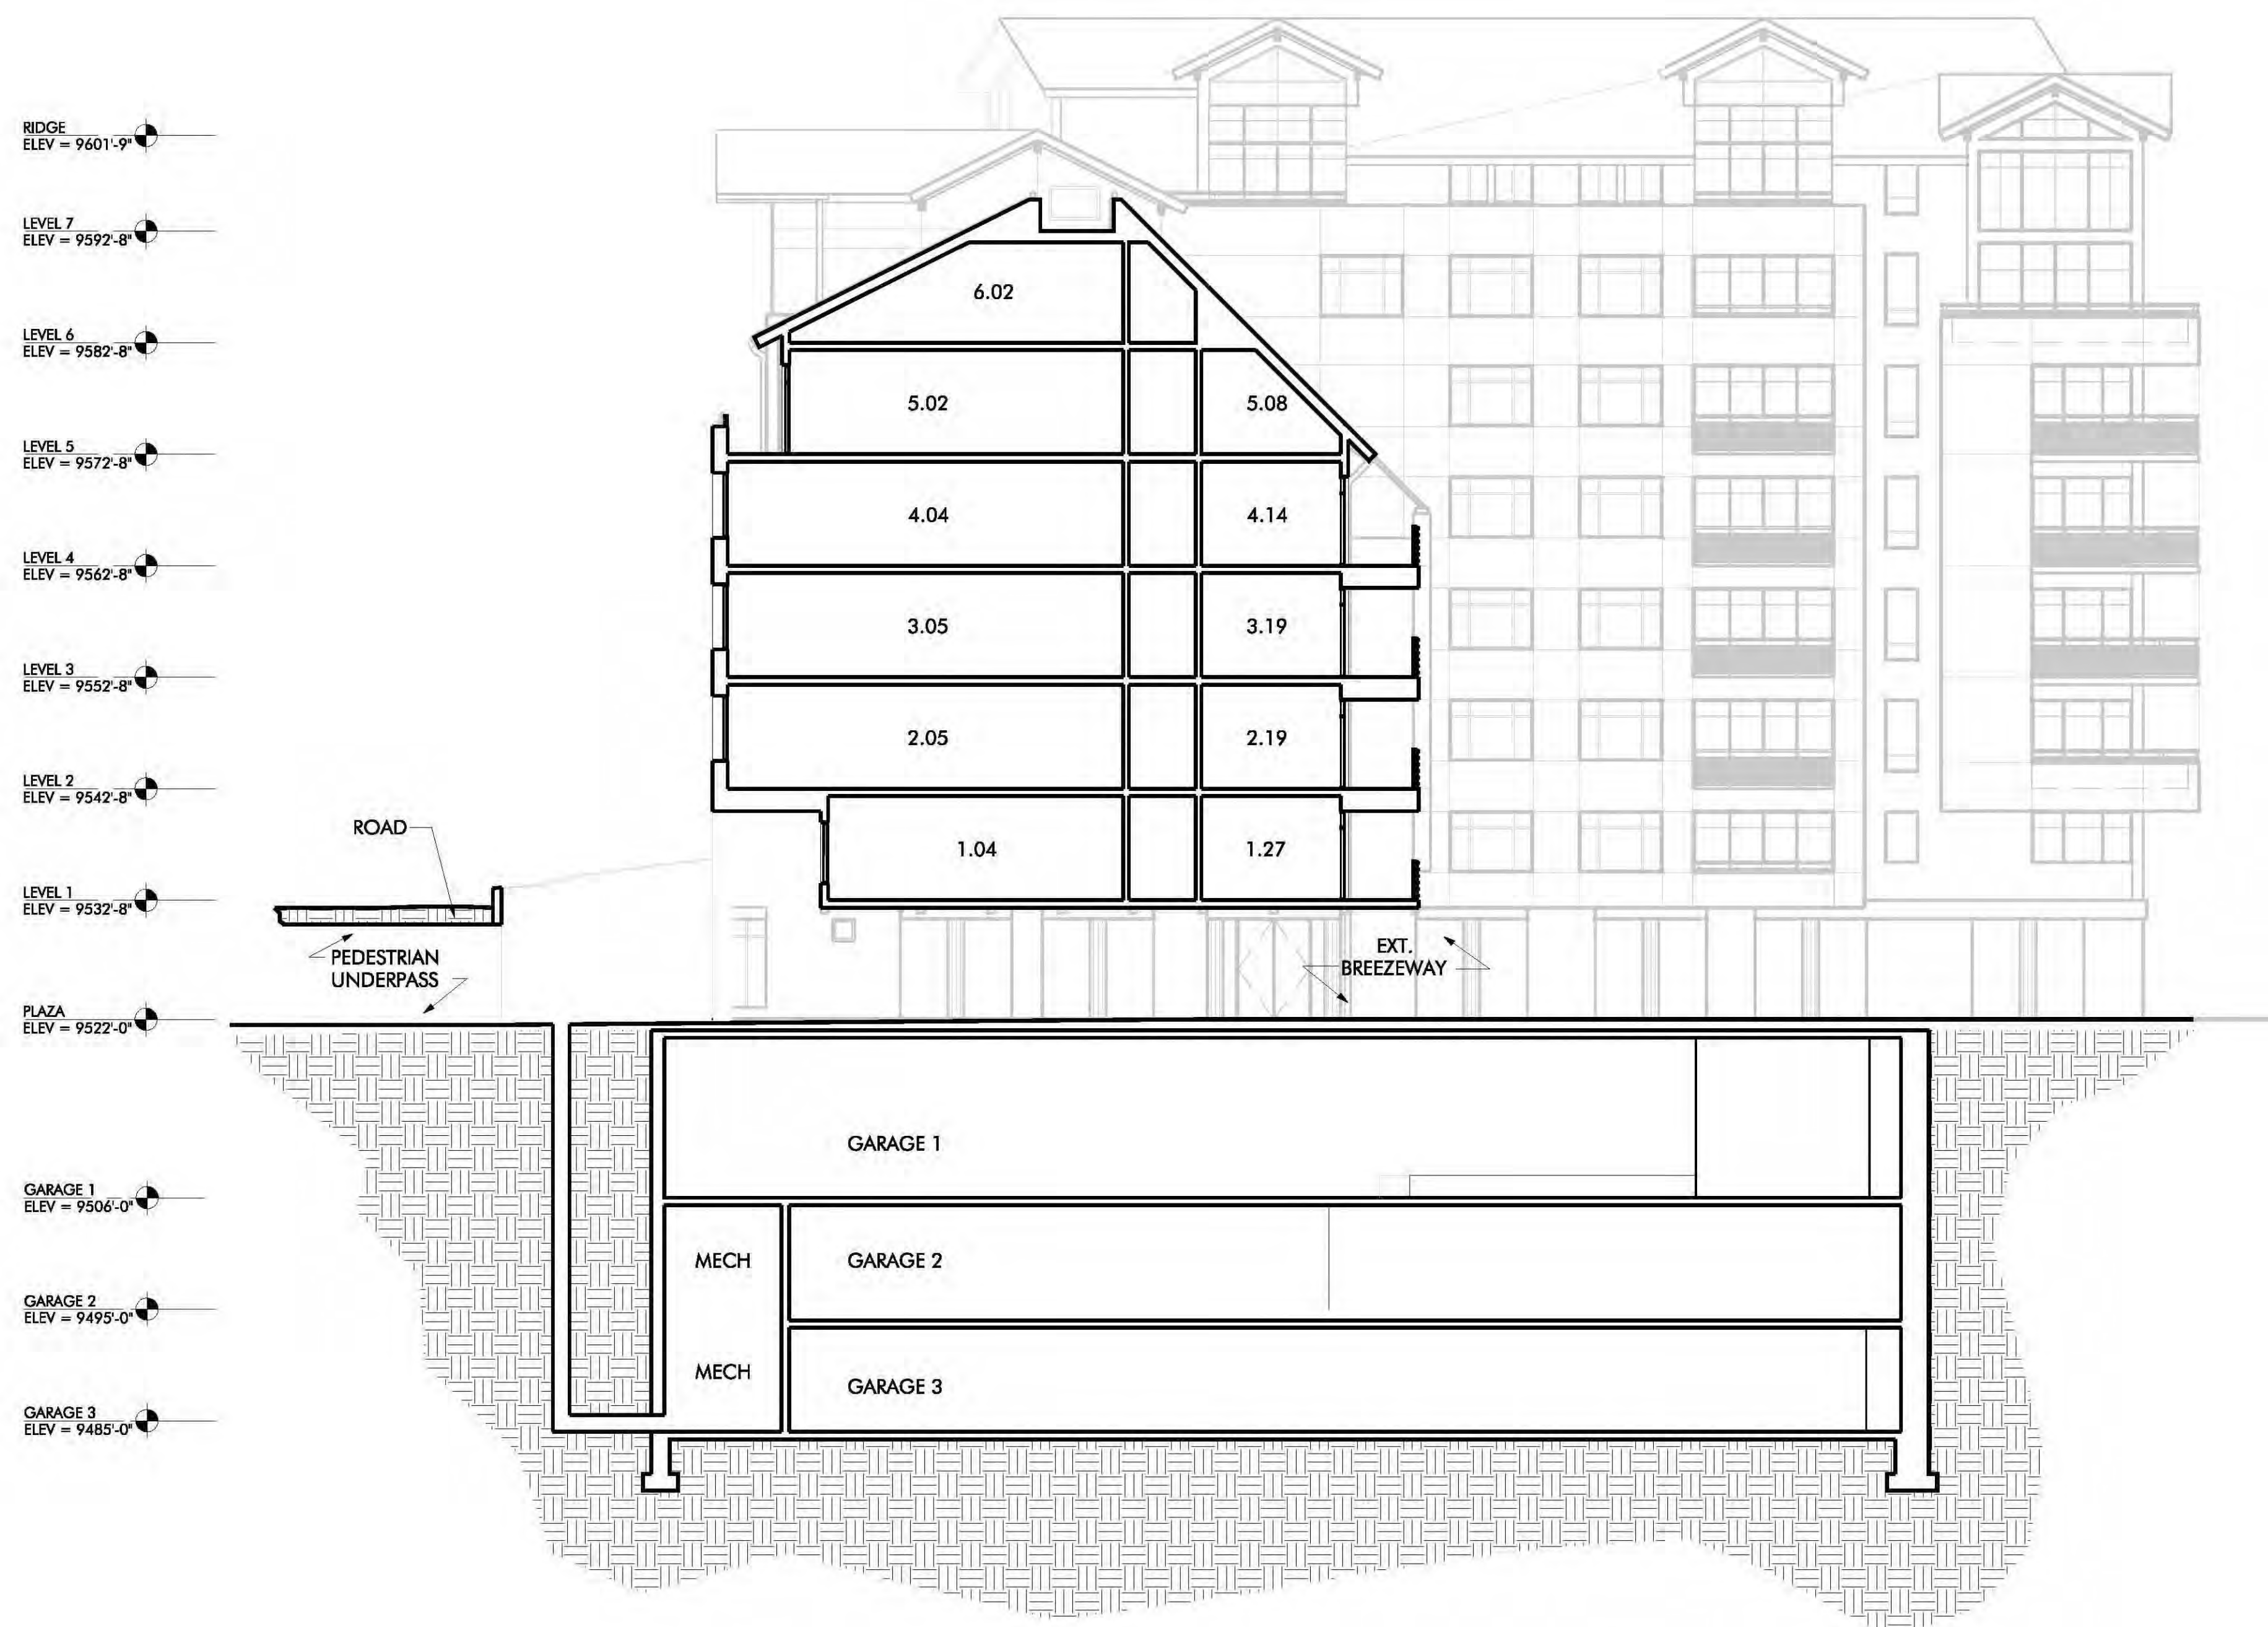 RIDGE
ELEV = 9601'-9"
LEVEL 7
ELEV = 9592'-8"
6.02
LEVEL 6
ELEV = 9582'-8"
5.02
5.08
LEVEL 5
ELEV = 9572'-8"
4.04
4.14
LEVEL 4
ELEV = 9562'-8"
3.05
3.19
LEVEL 3
ELEV = 9552'-8"
2.05
2.19
LEVEL 2
ELEV = 9542'-8"
ROAD
1.04
1.27
LEVEL 1
ELEV = 9532'-8"
PEDESTRIAN
UNDERPASS
EXT.
BREEZEWAY
PLAZA
ELEV = 9522'-0"
GARAGE 1
GARAGE 1
ELEV = 9506'-0"
MECH
GARAGE 2
GARAGE 2
ELEV = 9495'-0"
MECH
GARAGE 3
GARAGE 3
ELEV = 9485'-0"